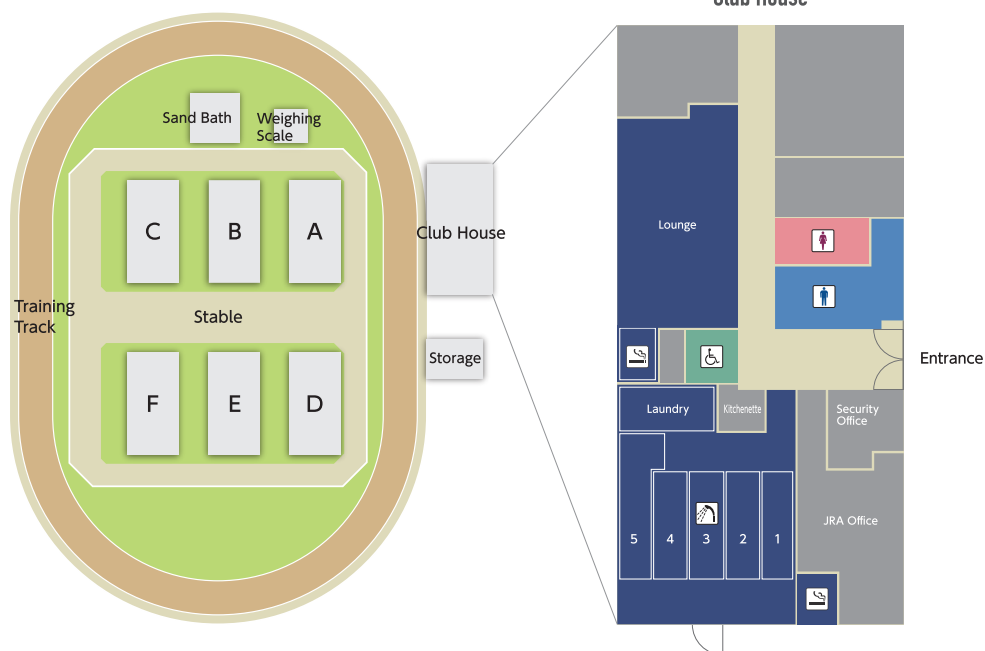 Club House
Sand Bath
Weighing
Scale
C
B
A
Club House
Training
Track
Stable
Storage
F
E
D
Lounge
Entrance
Laundry
Kitchenette
Security
Office
JRA Office
5
4
3
2
1